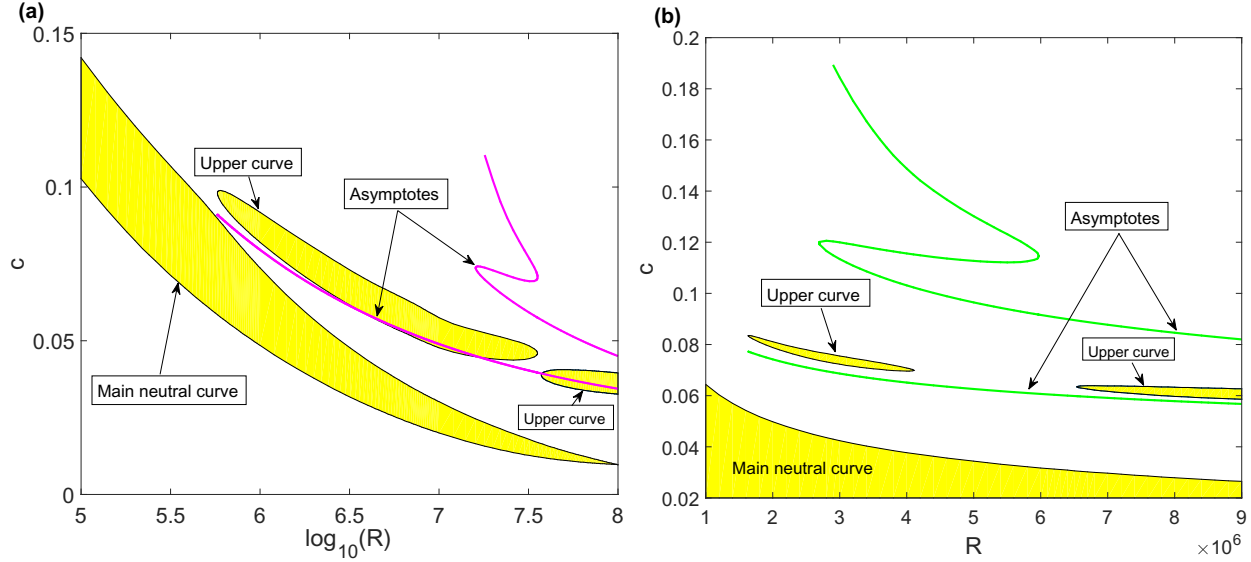 (a)
0.15
0.1
0.05
0
c
5
5.5
6
6.5
7
7.5
8
log10(R)
Upper curve
Asymptotes
Main neutral curve
Upper curve
(b)
0.2
0.18
0.16
0.14
0.12
0.1
0.08
0.06
0.04
0.02
c
1
2
3
4
5
6
7
8
9
R
×10^6
Asymptotes
Upper curve
Upper curve
Main neutral curve